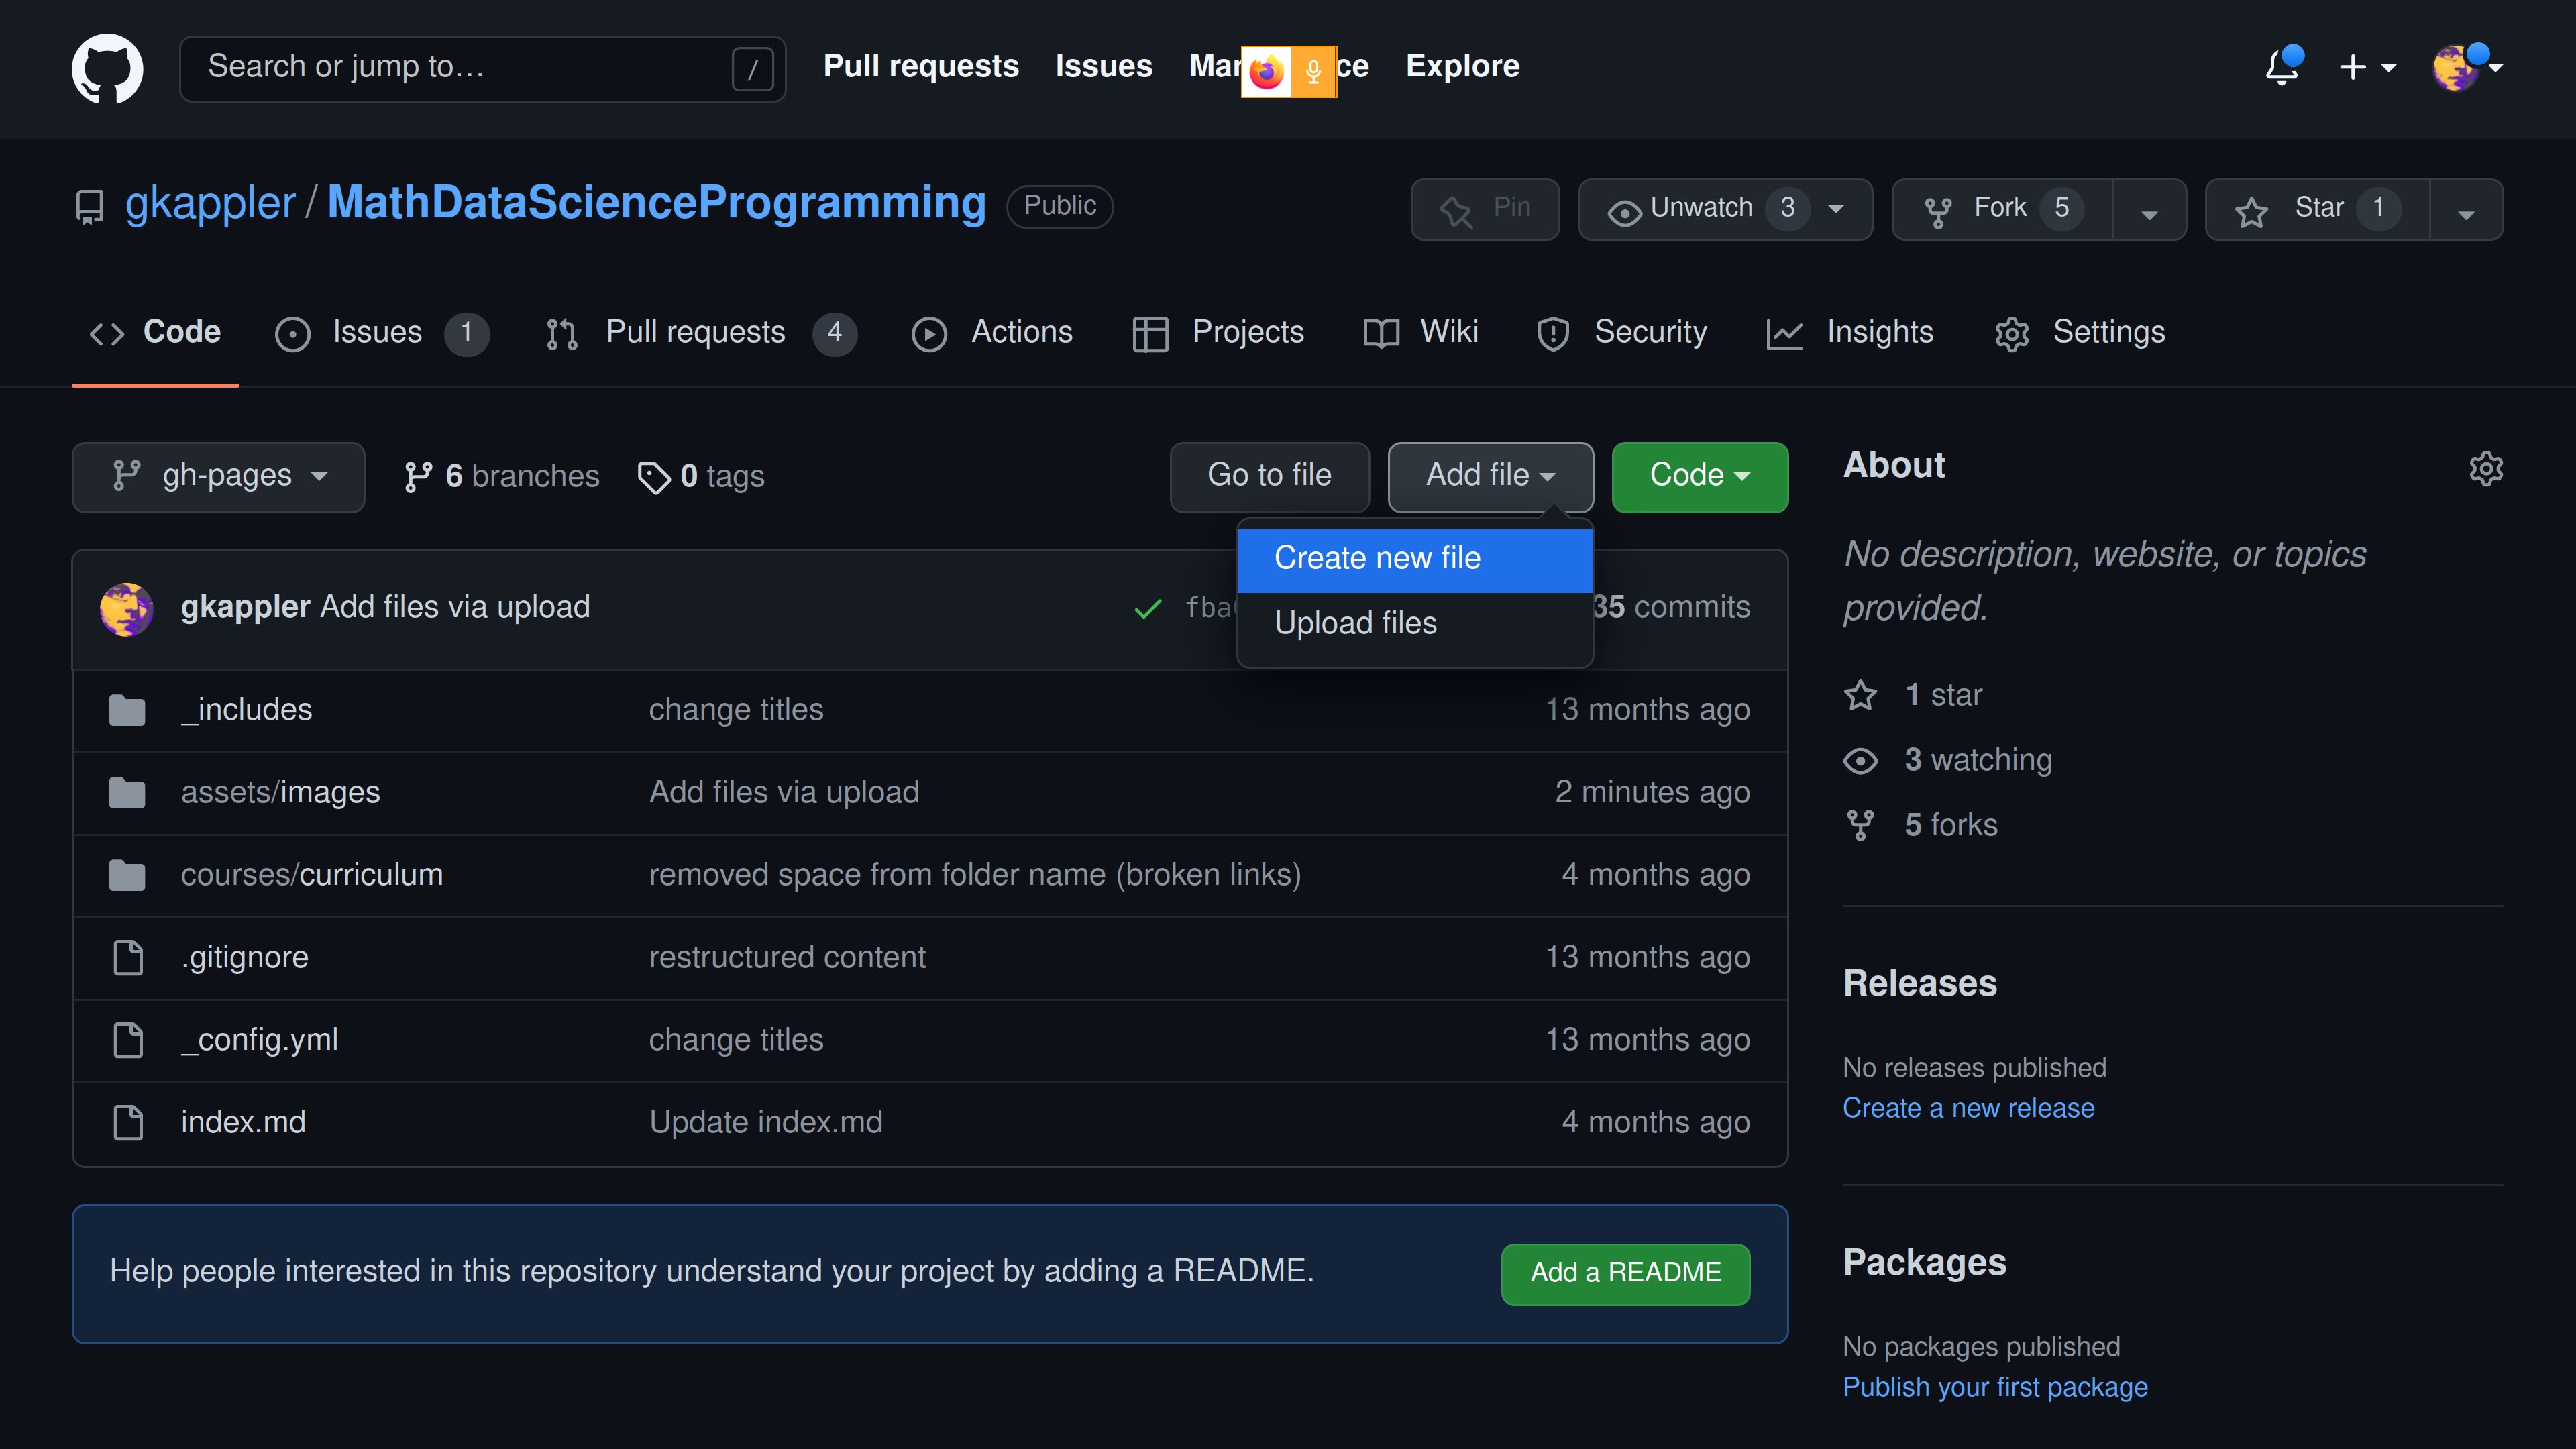 Search or jump to… /
Pull requests Issues Mar ce Explore
gkappler / MathDataScienceProgramming Public
Pin Unwatch 3 Fork 5 Star 1
Code Issues 1 Pull requests 4 Actions Projects Wiki Security Insights Settings
gh-pages 6 branches 0 tags Go to file Add file Code
Create new file
Upload files
gkappler Add files via upload fba 35 commits
_includes change titles 13 months ago
assets/images Add files via upload 2 minutes ago
courses/curriculum removed space from folder name (broken links) 4 months ago
.gitignore restructured content 13 months ago
_config.yml change titles 13 months ago
index.md Update index.md 4 months ago
Help people interested in this repository understand your project by adding a README. Add a README
About
No description, website, or topics
provided.
1 star
3 watching
5 forks
Releases
No releases published
Create a new release
Packages
No packages published
Publish your first package